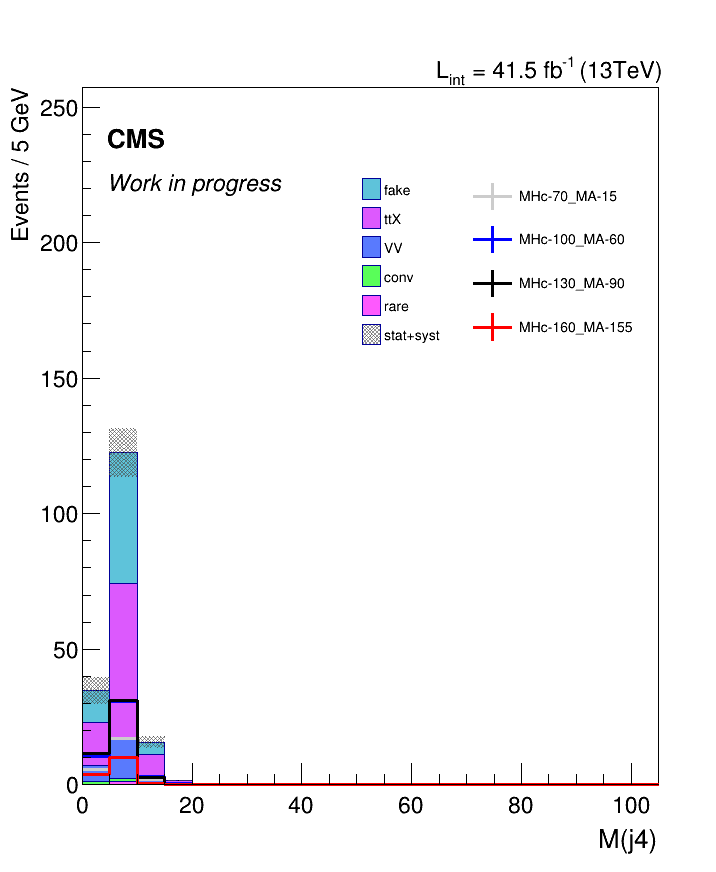 L_int = 41.5 fb^-1 (13TeV)
Events / 5 GeV
250
200
150
100
50
0
CMS
Work in progress
fake
ttX
VV
conv
rare
stat+syst
MHc-70_MA-15
MHc-100_MA-60
MHc-130_MA-90
MHc-160_MA-155
0 20 40 60 80 100
M(j4)